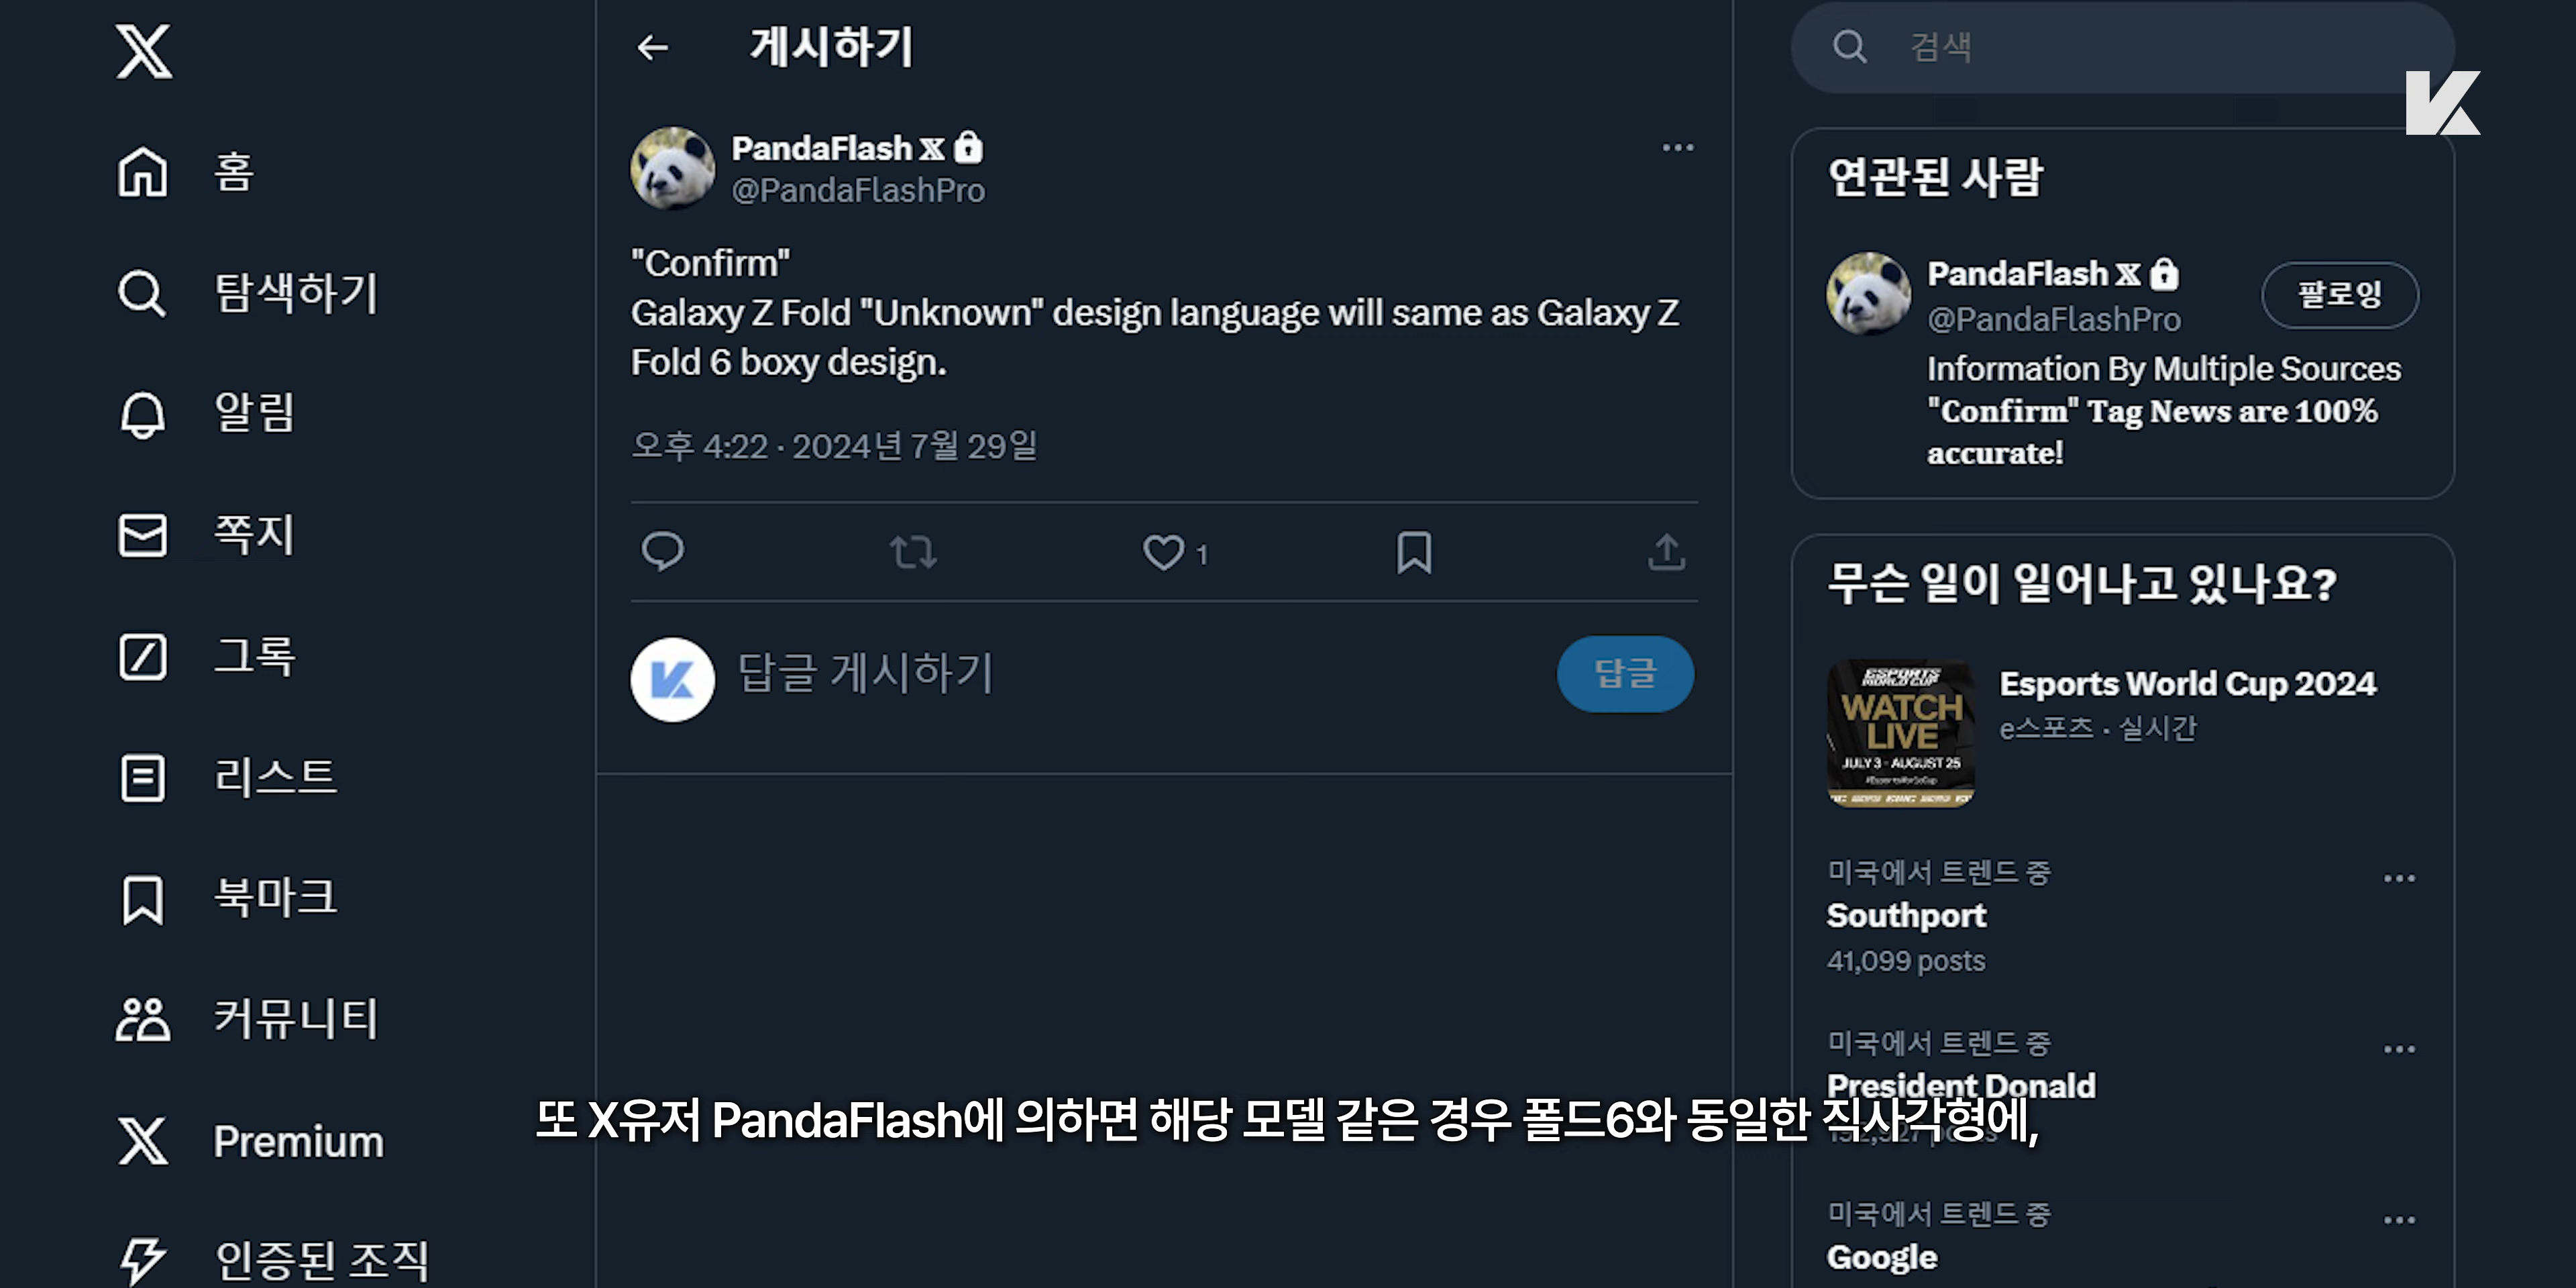 홈
탐색하기
알림
쪽지
그록
리스트
북마크
커뮤니티
Premium
인증된 조직
게시하기
PandaFlash 𝕏
@PandaFlashPro
"Confirm"
Galaxy Z Fold "Unknown" design language will same as Galaxy Z
Fold 6 boxy design.
오후 4:22 · 2024년 7월 29일
1
답글 게시하기
답글
검색
연관된 사람
PandaFlash 𝕏
@PandaFlashPro
팔로잉
Information By Multiple Sources
"Confirm" Tag News are 100%
accurate!
무슨 일이 일어나고 있나요?
ESPORTS
WORLD CUP
WATCH
LIVE
JULY 3 - AUGUST 25
Esports World Cup 2024
e스포츠 · 실시간
미국에서 트렌드 중
Southport
41,099 posts
미국에서 트렌드 중
President Donald
미국에서 트렌드 중
Google
또 X유저 PandaFlash에 의하면 해당 모델 같은 경우 폴드6와 동일한 직사각형에,